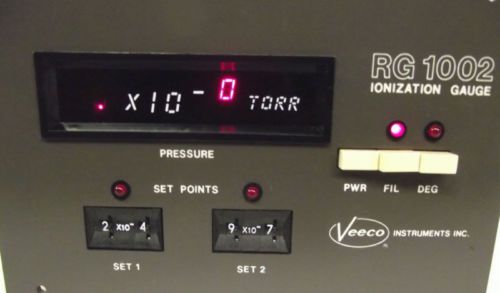 RG 1002
IONIZATION GAUGE
X10 - 0 TORR
PRESSURE
PWR FIL DEG
SET POINTS
2 X10⁻ 4
9 X10⁻ 7
SET 1
SET 2
Veeco INSTRUMENTS INC.